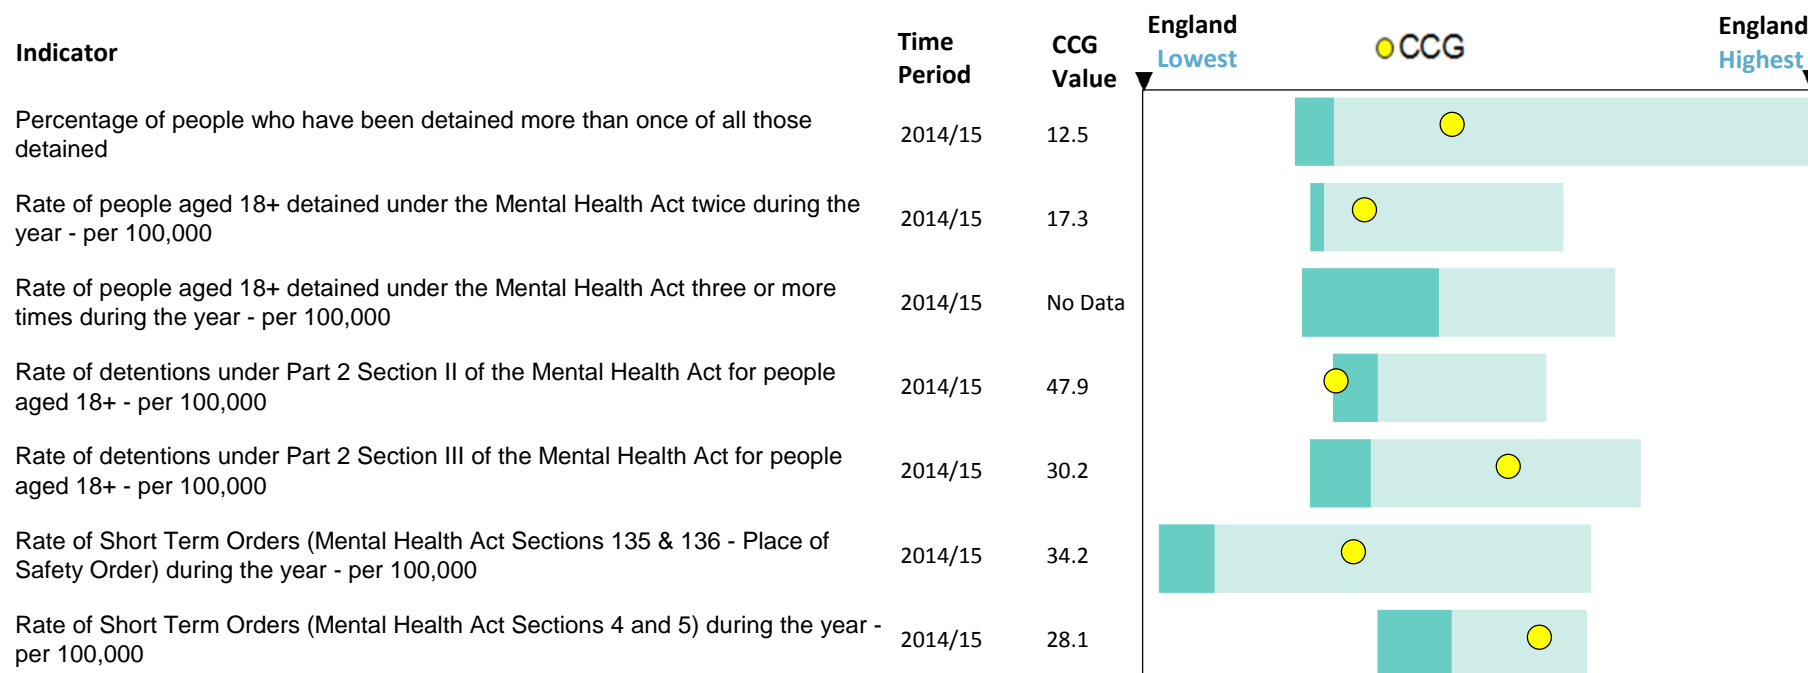 Indicator
Time Period
CCG Value
England Lowest
CCG
England Highest
Percentage of people who have been detained more than once of all those
detained
2014/15
12.5
Rate of people aged 18+ detained under the Mental Health Act twice during the
year - per 100,000
2014/15
17.3
Rate of people aged 18+ detained under the Mental Health Act three or more
times during the year - per 100,000
2014/15
No Data
Rate of detentions under Part 2 Section II of the Mental Health Act for people
aged 18+ - per 100,000
2014/15
47.9
Rate of detentions under Part 2 Section III of the Mental Health Act for people
aged 18+ - per 100,000
2014/15
30.2
Rate of Short Term Orders (Mental Health Act Sections 135 & 136 - Place of
Safety Order) during the year - per 100,000
2014/15
34.2
Rate of Short Term Orders (Mental Health Act Sections 4 and 5) during the year -
per 100,000
2014/15
28.1